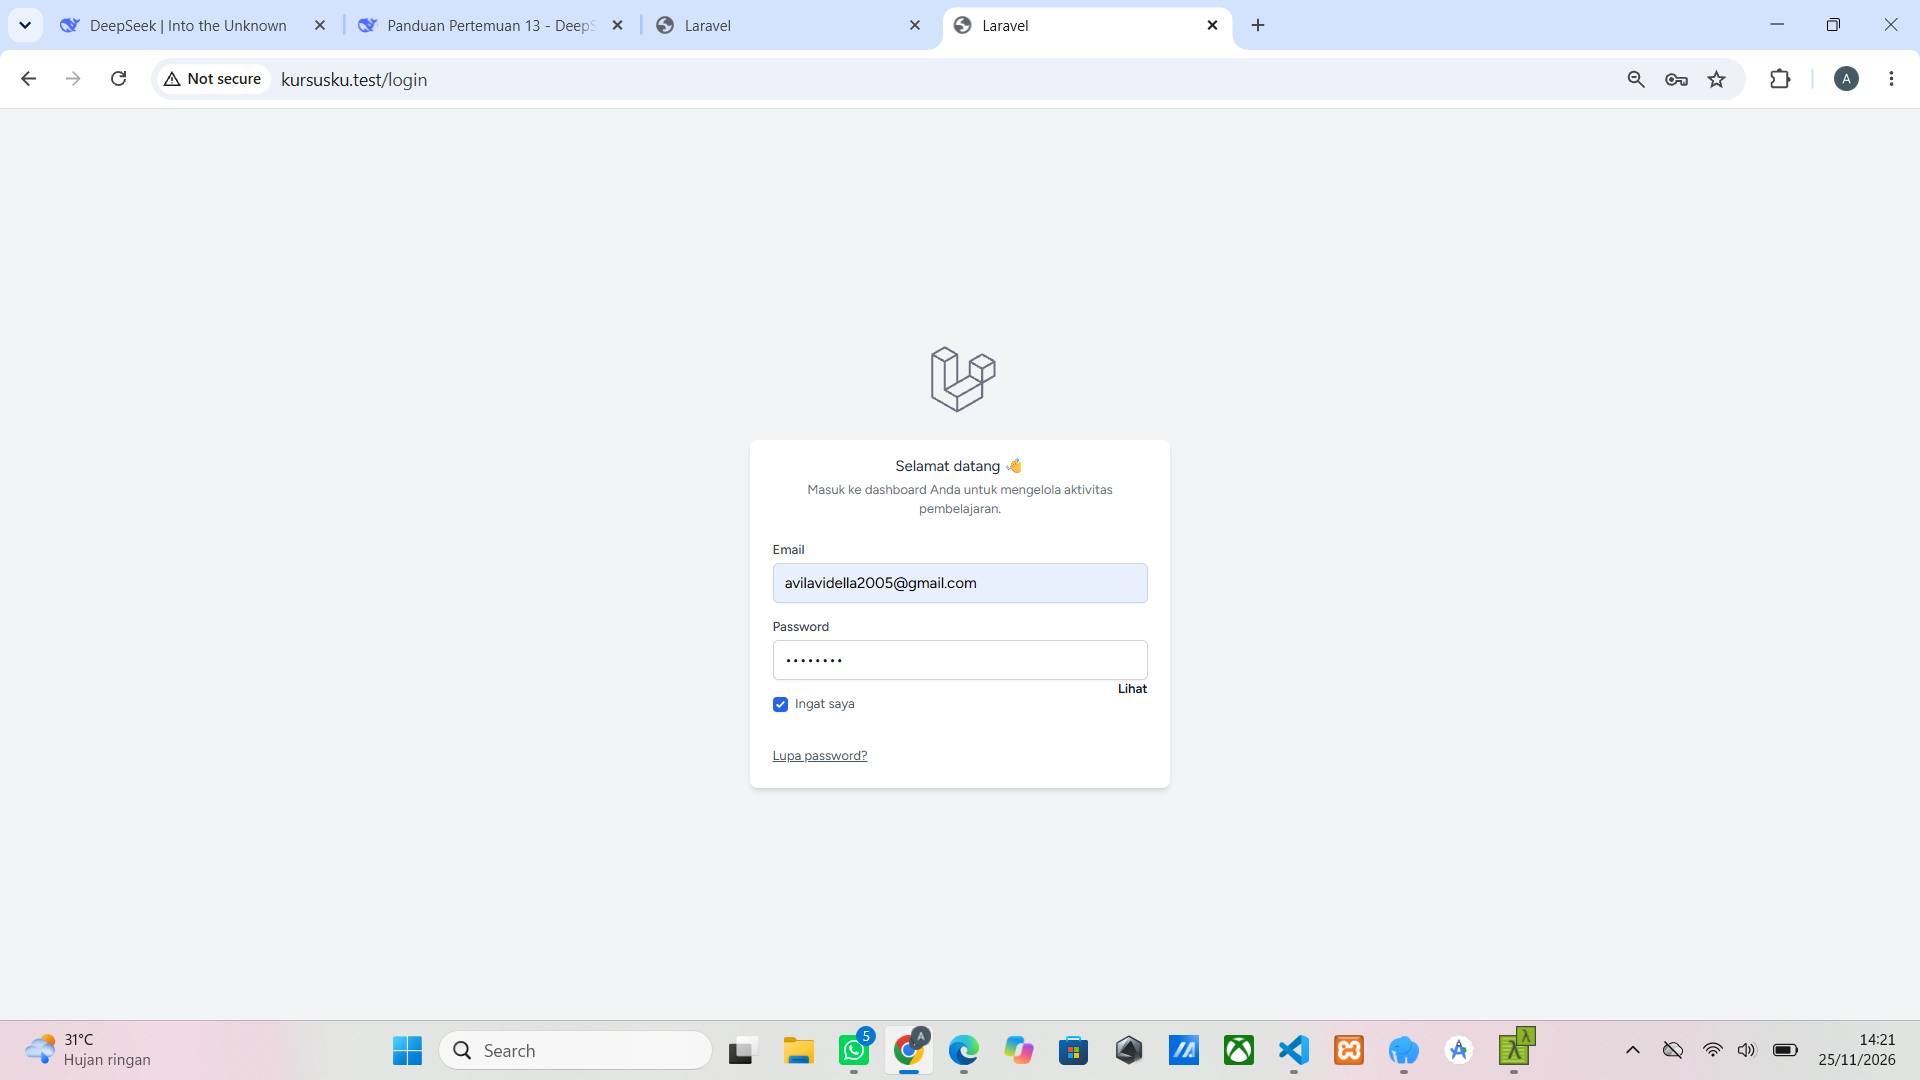 DeepSeek | Into the Unknown
Panduan Pertemuan 13 - DeepS
Laravel
Laravel
Not secure
kursusku.test/login
A
Selamat datang 👋
Masuk ke dashboard Anda untuk mengelola aktivitas
pembelajaran.
Email
avilavidella2005@gmail.com
Password
••••••••
Lihat
Ingat saya
Lupa password?
31°C
Hujan ringan
Search
5
A
14:21
25/11/2026